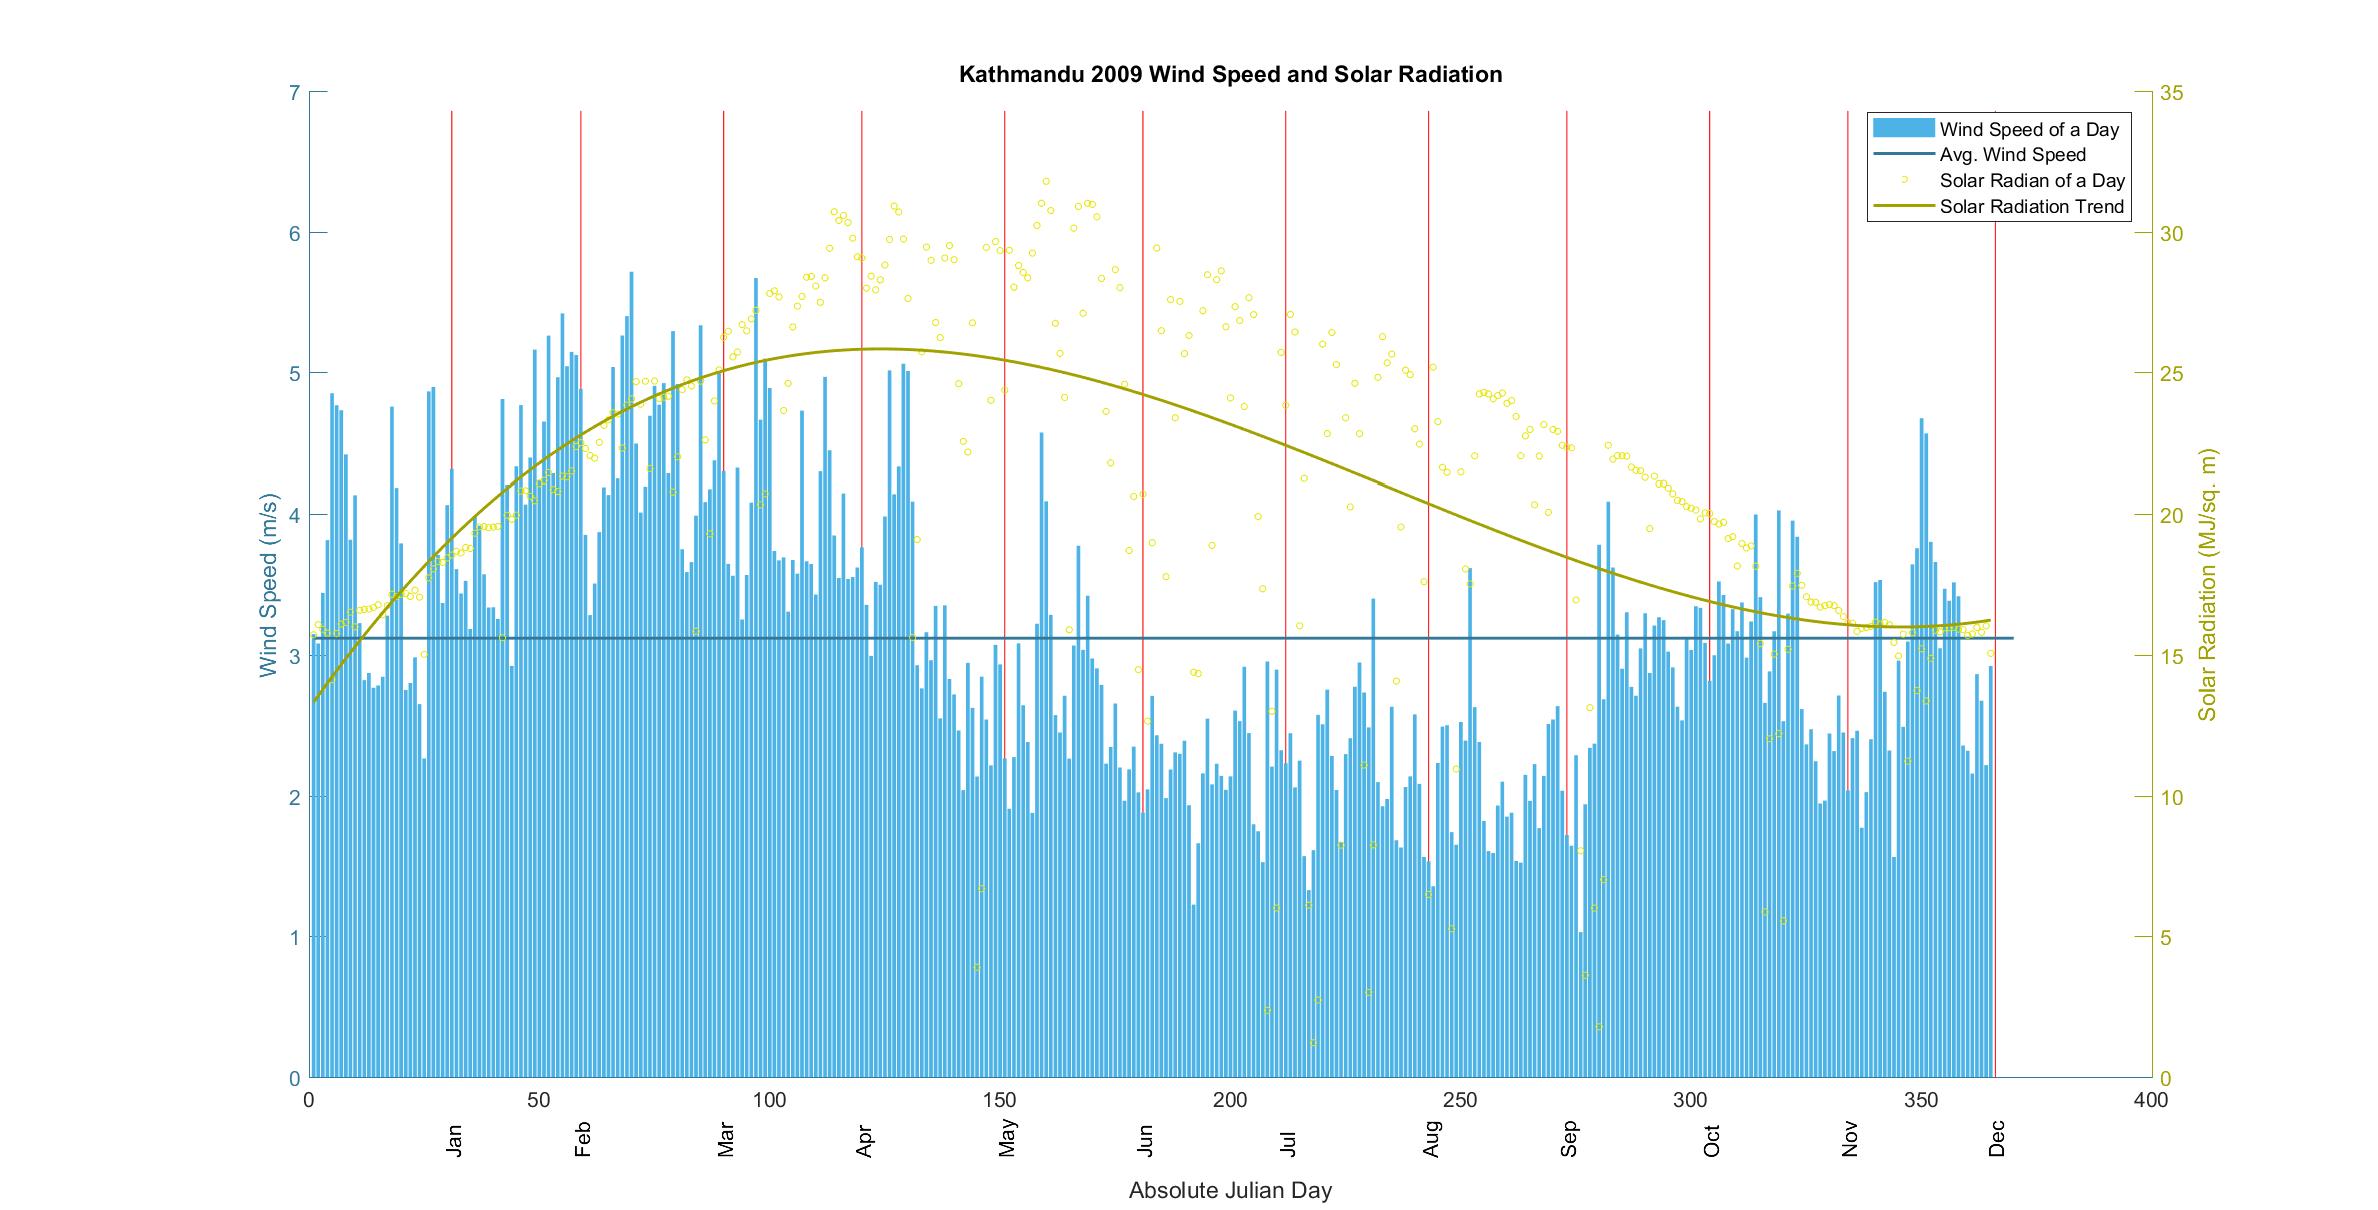 Kathmandu 2009 Wind Speed and Solar Radiation
7
6
5
4
3
2
1
0
Wind Speed (m/s)
35
30
25
20
15
10
5
0
Solar Radiation (MJ/sq. m)
Wind Speed of a Day
Avg. Wind Speed
Solar Radian of a Day
Solar Radiation Trend
0 50 100 150 200 250 300 350 400
Jan Feb Mar Apr May Jun Jul Aug Sep Oct Nov Dec
Absolute Julian Day